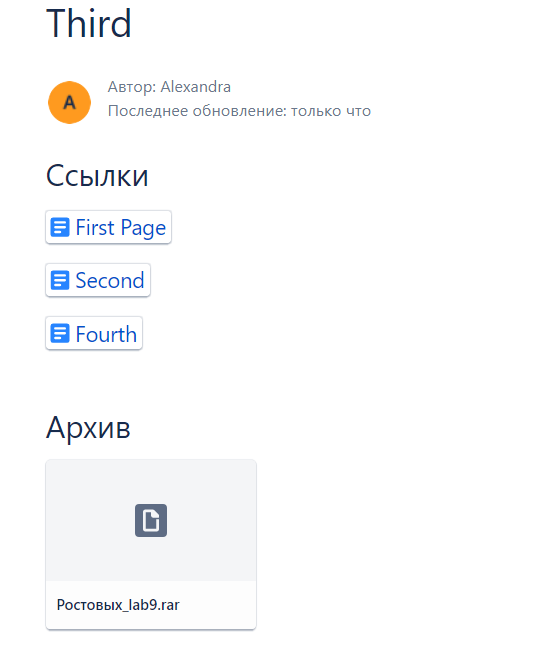 Third
A
Автор: Alexandra
Последнее обновление: только что
Ссылки
First Page
Second
Fourth
Архив
Ростовых_lab9.rar